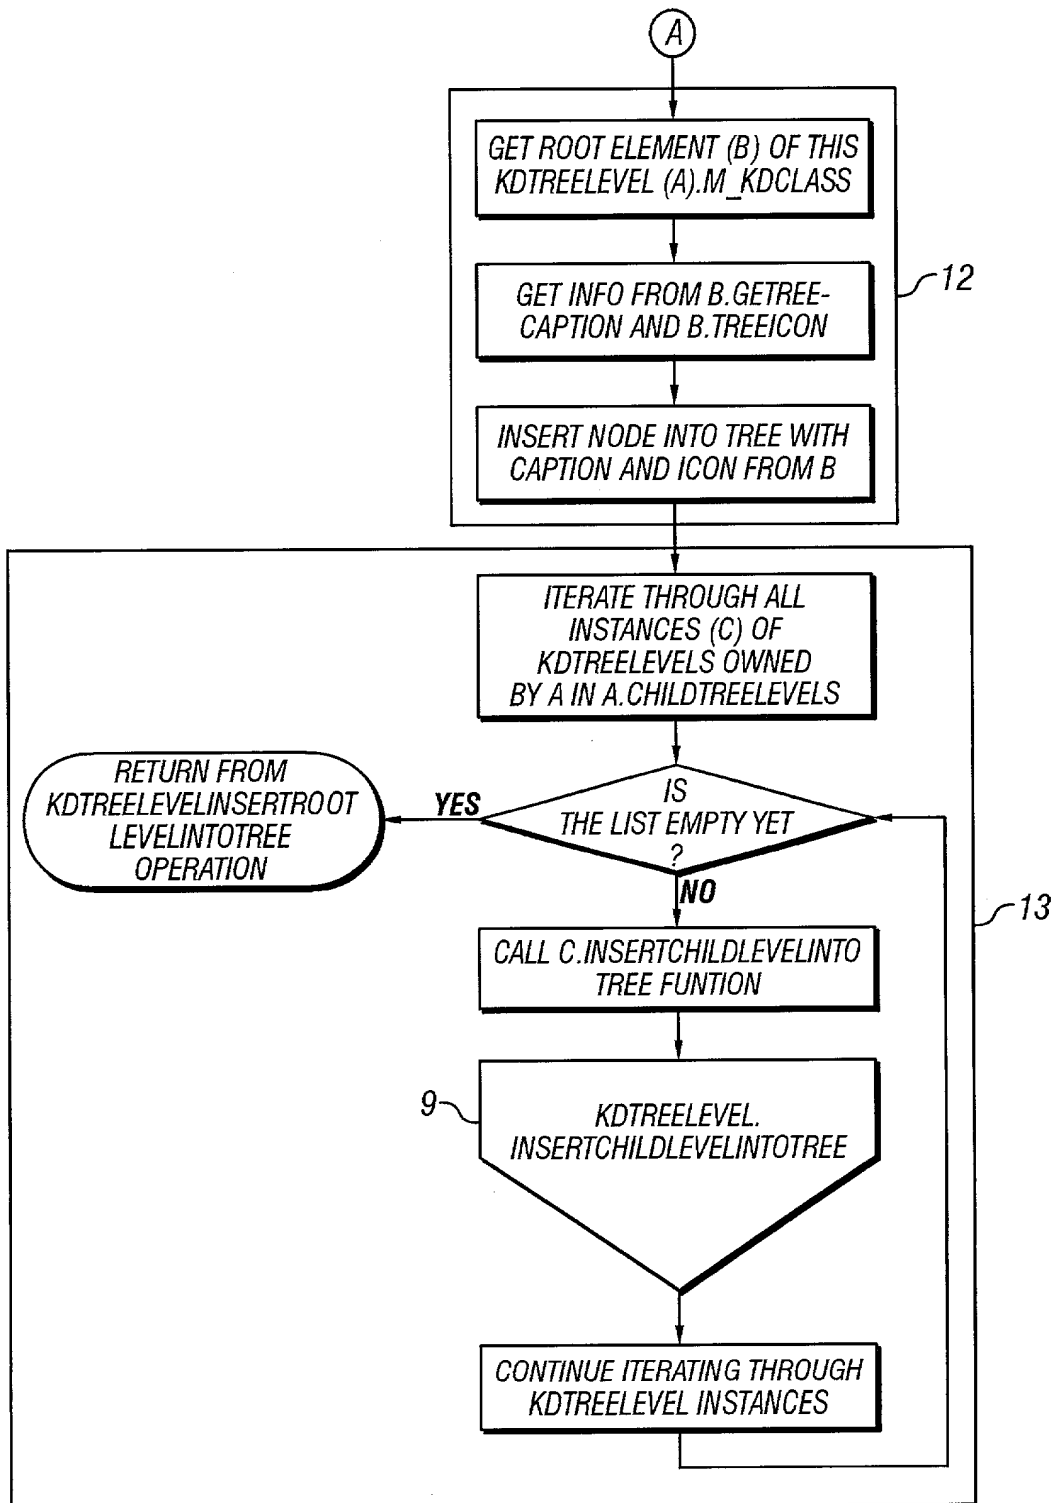 A
GET ROOT ELEMENT (B) OF THIS
KDTREELEVEL (A).M_KDCLASS
GET INFO FROM B.GETREE-
CAPTION AND B.TREEICON
12
INSERT NODE INTO TREE WITH
CAPTION AND ICON FROM B
ITERATE THROUGH ALL
INSTANCES (C) OF
KDTREELEVELS OWNED
BY A IN A.CHILDTREELEVELS
RETURN FROM
KDTREELEVELINSERTROOT
LEVELINTOTREE
OPERATION
YES
IS
THE LIST EMPTY YET
?
NO
13
CALL C.INSERTCHILDLEVELINTO
TREE FUNTION
9
KDTREELEVEL.
INSERTCHILDLEVELINTOTREE
CONTINUE ITERATING THROUGH
KDTREELEVEL INSTANCES